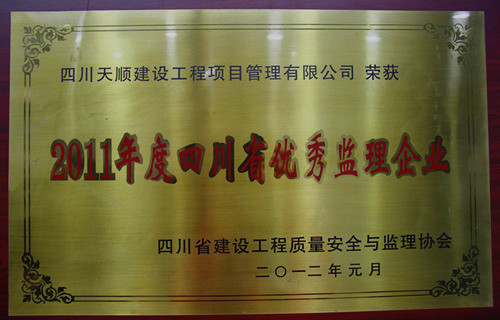 四川天顺建设工程项目管理有限公司 荣获
2011年度四川省优秀监理企业
四川省建设工程质量安全与监理协会
二〇一二年元月